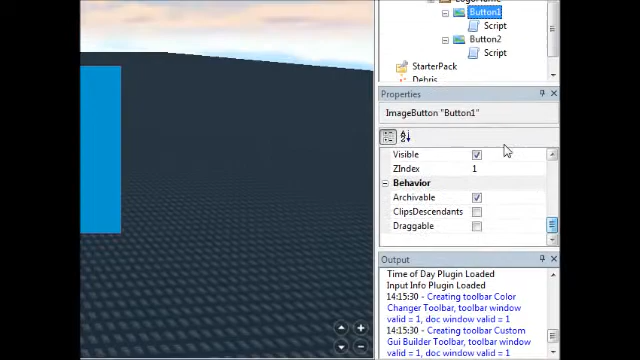 LogoFrame
Button1
Script
Button2
Script
StarterPack
Debris
Properties
ImageButton "Button1"
Visible
ZIndex 1
Behavior
Archivable
ClipsDescendants
Draggable
Output
Time of Day Plugin Loaded
Input Info Plugin Loaded
14:15:30 - Creating toolbar Color
Changer Toolbar, toolbar window
valid = 1, doc window valid = 1
14:15:30 - Creating toolbar Custom
Gui Builder Toolbar, toolbar window
valid = 1, doc window valid = 1